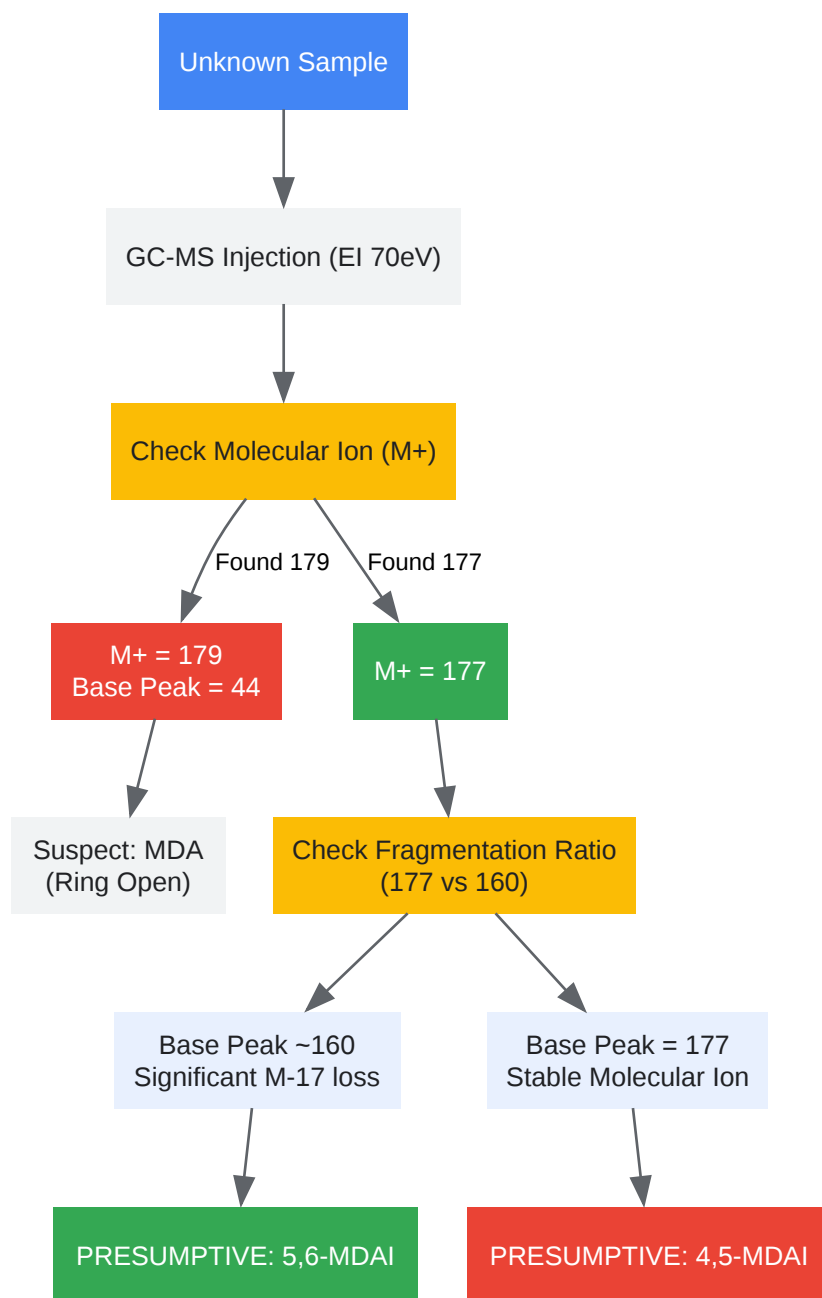 Unknown Sample
GC-MS Injection (EI 70eV)
Check Molecular Ion (M+)
Found 179
Found 177
M+ = 179
Base Peak = 44
M+ = 177
Suspect: MDA
(Ring Open)
Check Fragmentation Ratio
(177 vs 160)
Base Peak ~160
Significant M-17 loss
Base Peak = 177
Stable Molecular Ion
PRESUMPTIVE: 5,6-MDAI
PRESUMPTIVE: 4,5-MDAI